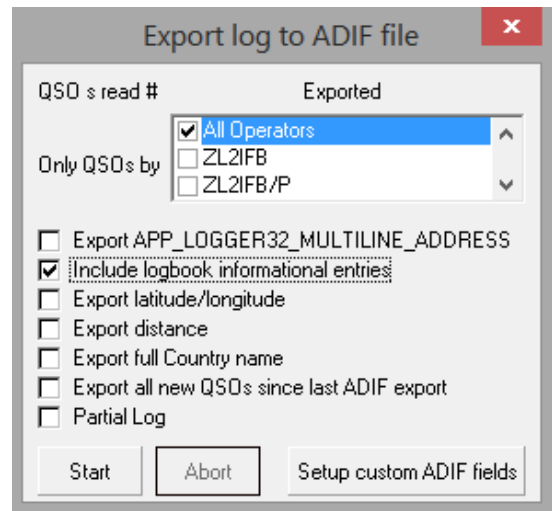 Export log to ADIF file
QSO s read # Exported
Only QSOs by
All Operators
ZL2IFB
ZL2IFB/P
Export APP_LOGGER32_MULTILINE_ADDRESS
Include logbook informational entries
Export latitude/longitude
Export distance
Export full Country name
Export all new QSOs since last ADIF export
Partial Log
Start Abort Setup custom ADIF fields